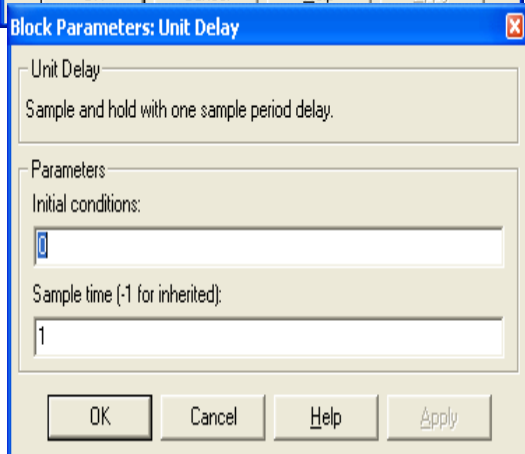 Block Parameters: Unit Delay
Unit Delay
Sample and hold with one sample period delay.
Parameters
Initial conditions:
0
Sample time (-1 for inherited):
1
OK Cancel Help Apply